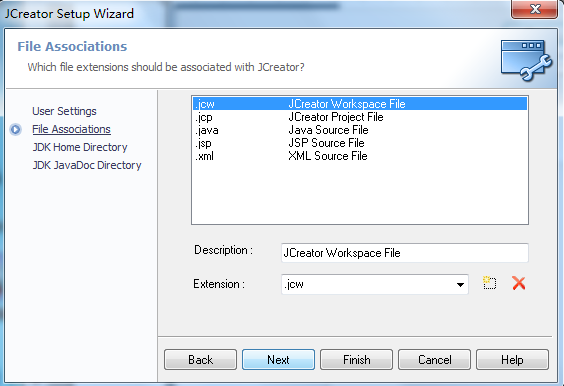 JCreator Setup Wizard
File Associations
Which file extensions should be associated with JCreator?
User Settings
File Associations
JDK Home Directory
JDK JavaDoc Directory
.jcw JCreator Workspace File
.jcp JCreator Project File
.java Java Source File
.jsp JSP Source File
.xml XML Source File
Description : JCreator Workspace File
Extension : .jcw
Back Next Finish Cancel Help